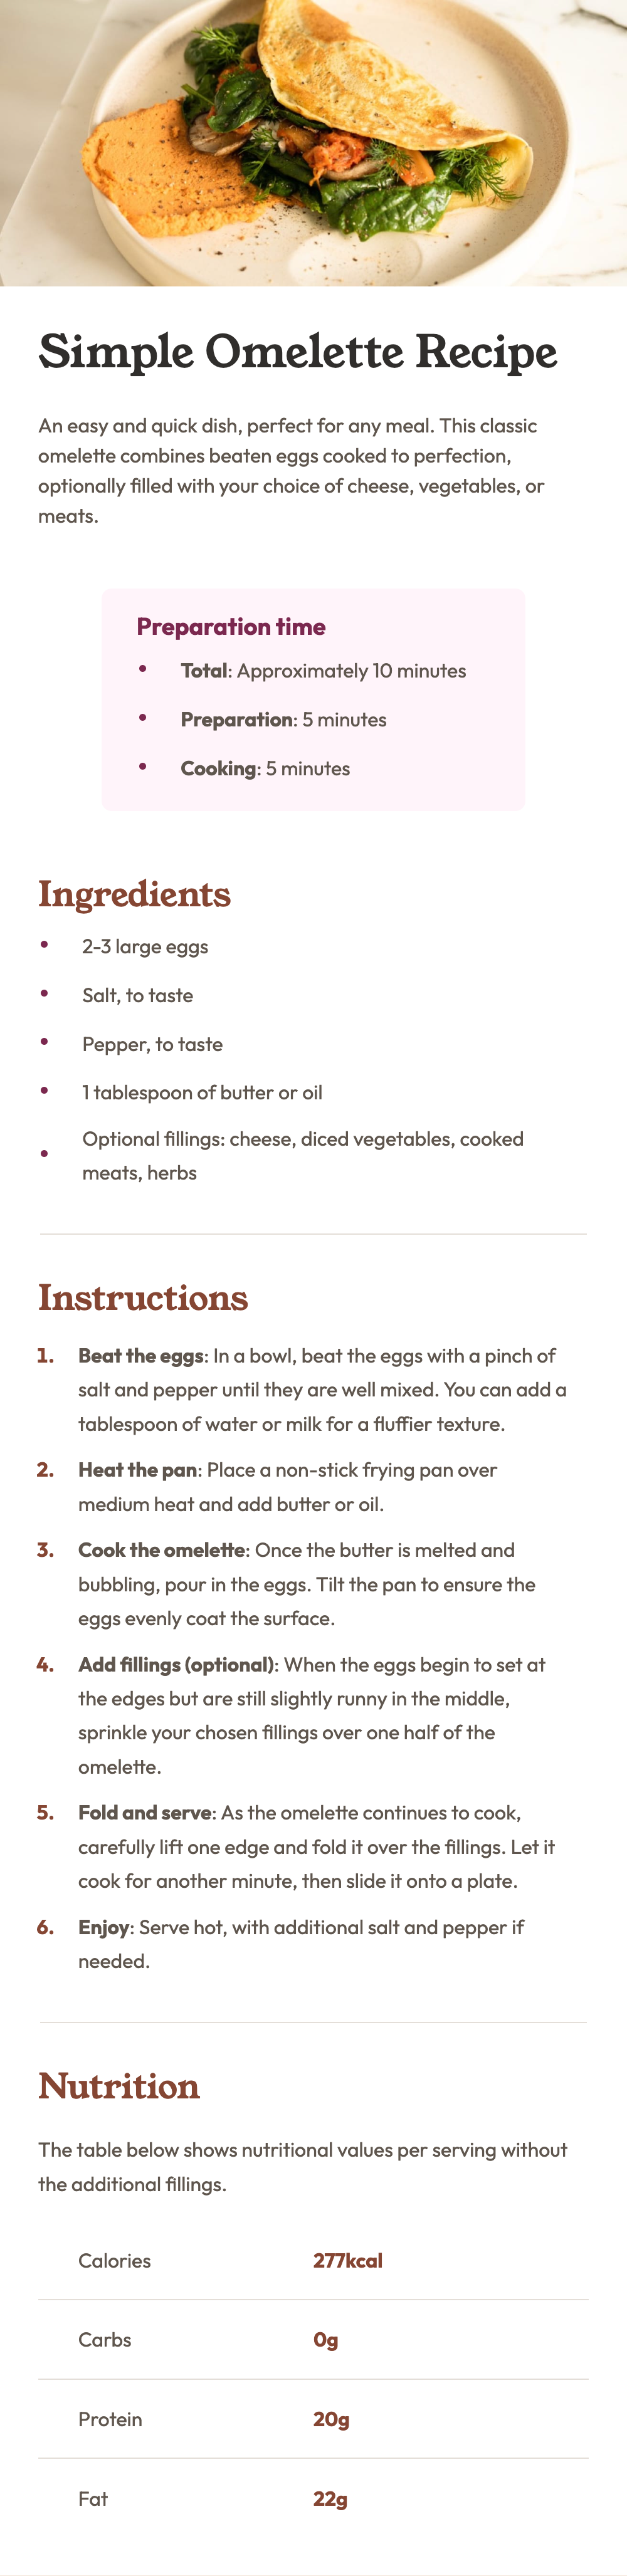 Simple Omelette Recipe
An easy and quick dish, perfect for any meal. This classic
omelette combines beaten eggs cooked to perfection,
optionally filled with your choice of cheese, vegetables, or
meats.
Preparation time
• Total: Approximately 10 minutes
• Preparation: 5 minutes
• Cooking: 5 minutes
Ingredients
• 2-3 large eggs
• Salt, to taste
• Pepper, to taste
• 1 tablespoon of butter or oil
• Optional fillings: cheese, diced vegetables, cooked
meats, herbs
Instructions
1. Beat the eggs: In a bowl, beat the eggs with a pinch of
salt and pepper until they are well mixed. You can add a
tablespoon of water or milk for a fluffier texture.
2. Heat the pan: Place a non-stick frying pan over
medium heat and add butter or oil.
3. Cook the omelette: Once the butter is melted and
bubbling, pour in the eggs. Tilt the pan to ensure the
eggs evenly coat the surface.
4. Add fillings (optional): When the eggs begin to set at
the edges but are still slightly runny in the middle,
sprinkle your chosen fillings over one half of the
omelette.
5. Fold and serve: As the omelette continues to cook,
carefully lift one edge and fold it over the fillings. Let it
cook for another minute, then slide it onto a plate.
6. Enjoy: Serve hot, with additional salt and pepper if
needed.
Nutrition
The table below shows nutritional values per serving without
the additional fillings.
Calories 277kcal
Carbs 0g
Protein 20g
Fat 22g